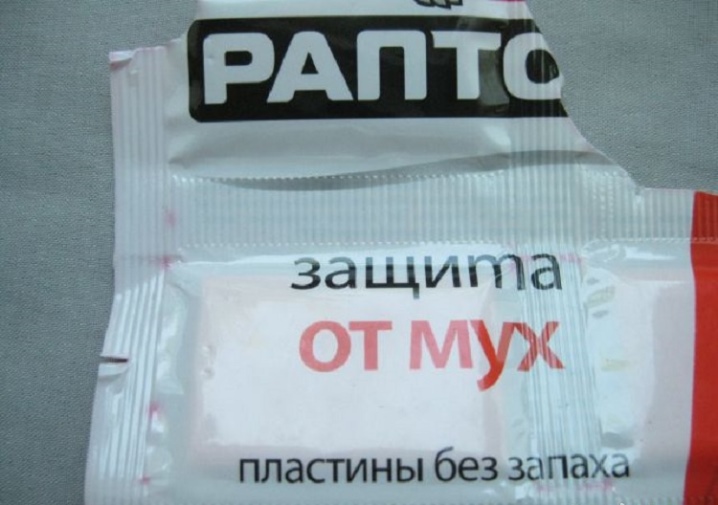 РАПТО
защита
от мух
пластины без запаха